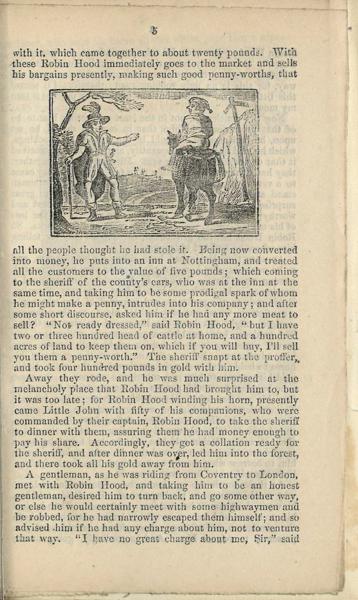 5
with it, which came together to about twenty pounds. With
these Robin Hood immediately goes to the market and sells
his bargains presently, making such good penny-worths, that
all the people thought he had stole it. Being now converted
into money, he puts into an inn at Nottingham, and treated
all the customers to the value of five pounds; which coming
to the sheriff of the county's ears, who was at the inn at the
same time, and taking him to be some prodigal spark of whom
he might make a penny, intrudes into his company; and after
some short discourse, asked him if he had any more meat to
sell? "Not ready dressed," said Robin Hood, "but I have
two or three hundred head of cattle at home, and a hundred
acres of land to keep them on, which if you will buy, I'll sell
you them a penny-worth." The sheriff snapt at the proffer,
and took four hundred pounds in gold with him.
Away they rode, and he was much surprised at the
melancholy place that Robin Hood had brought him to, but
it was too late; for Robin Hood winding his horn, presently
came Little John with fifty of his companions, who were
commanded by their captain, Robin Hood, to take the sheriff
to dinner with them, assuring them he had money enough to
pay his share. Accordingly, they got a collation ready for
the sheriff, and after dinner was over, led him into the forest,
and there took all his gold away from him.
A gentleman, as he was riding from Coventry to London,
met with Robin Hood, and taking him to be an honest
gentleman, desired him to turn back, and go some other way,
or else he would certainly meet with some highwaymen and
be robbed, for he had narrowly escaped them himself; and so
advised him if he had any charge about him, not to venture
that way. "I have no great charge about me, Sir," said